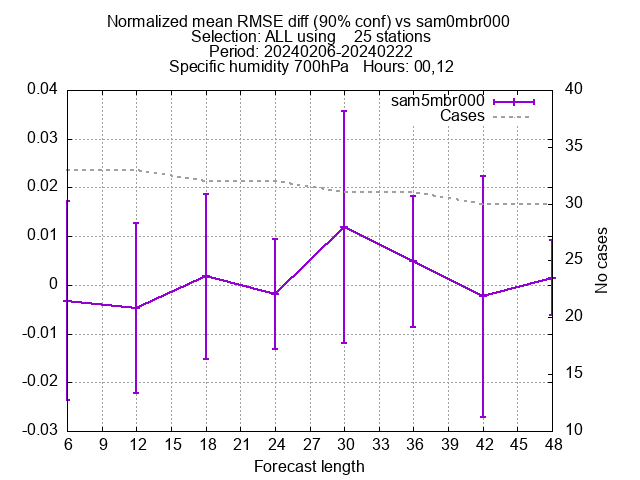 Normalized mean RMSE diff (90% conf) vs sam0mbr000
Selection: ALL using    25 stations
Period: 20240206-20240222
Specific humidity 700hPa   Hours: 00,12
sam5mbr000
Cases
0.04
0.03
0.02
0.01
0
-0.01
-0.02
-0.03
40
35
30
25
20
15
10
No cases
6 9 12 15 18 21 24 27 30 33 36 39 42 45 48
Forecast length